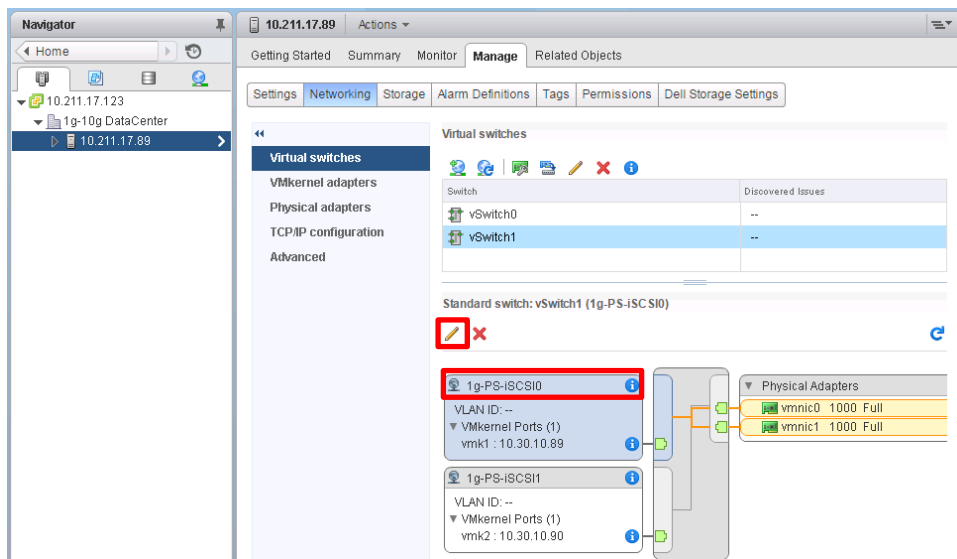 Navigator
Home
10.211.17.123
1g-10g DataCenter
10.211.17.89
10.211.17.89 Actions
Getting Started Summary Monitor Manage Related Objects
Settings Networking Storage Alarm Definitions Tags Permissions Dell Storage Settings
Virtual switches
VMkernel adapters
Physical adapters
TCP/IP configuration
Advanced
Virtual switches
Switch Discovered Issues
vSwitch0 --
vSwitch1 --
Standard switch: vSwitch1 (1g-PS-iSCSI0)
1g-PS-iSCSI0
VLAN ID: --
VMkernel Ports (1)
vmk1 : 10.30.10.89
1g-PS-iSCSI1
VLAN ID: --
VMkernel Ports (1)
vmk2 : 10.30.10.90
Physical Adapters
vmnic0 1000 Full
vmnic1 1000 Full